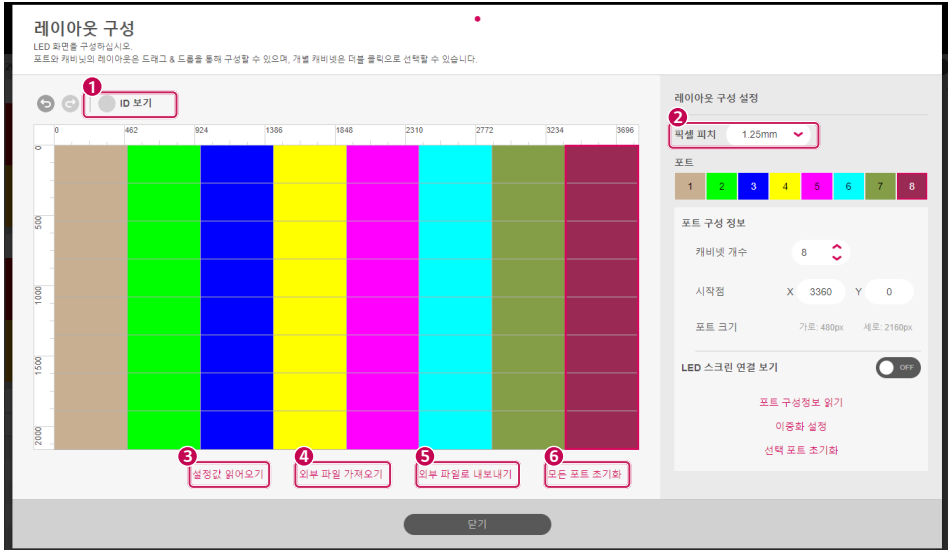 레이아웃 구성
LED 화면을 구성하십시오.
포트와 캐비닛의 레이아웃은 드래그 & 드롭을 통해 구성할 수 있으며, 개별 캐비넷은 더블 클릭으로 선택할 수 있습니다.
1
ID 보기
레이아웃 구성 설정
2
픽셀 피치 1.25mm
0 462 924 1386 1848 2310 2772 3234 3696
0
500
1000
1500
2000
포트
1 2 3 4 5 6 7 8
포트 구성 정보
캐비넷 개수 8
시작점 X 3360 Y 0
포트 크기 가로: 480px 세로: 2160px
LED 스크린 연결 보기 OFF
포트 구성정보 읽기
이중화 설정
선택 포트 초기화
3 4 5 6
설정값 읽어오기 외부 파일 가져오기 외부 파일로 내보내기 모든 포트 초기화
닫기